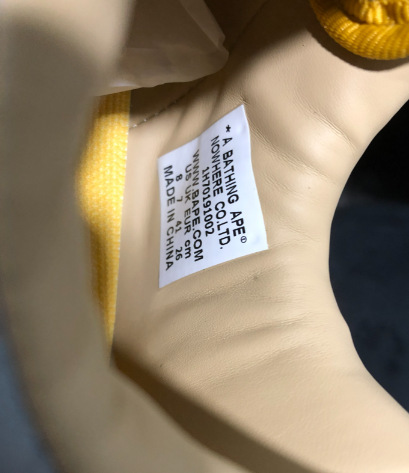 * A BATHING APE®
NOWHERE CO.LTD.
1H70191002
WWW.BAPE.COM
US UK EUR cm
8 7 41 26
MADE IN CHINA